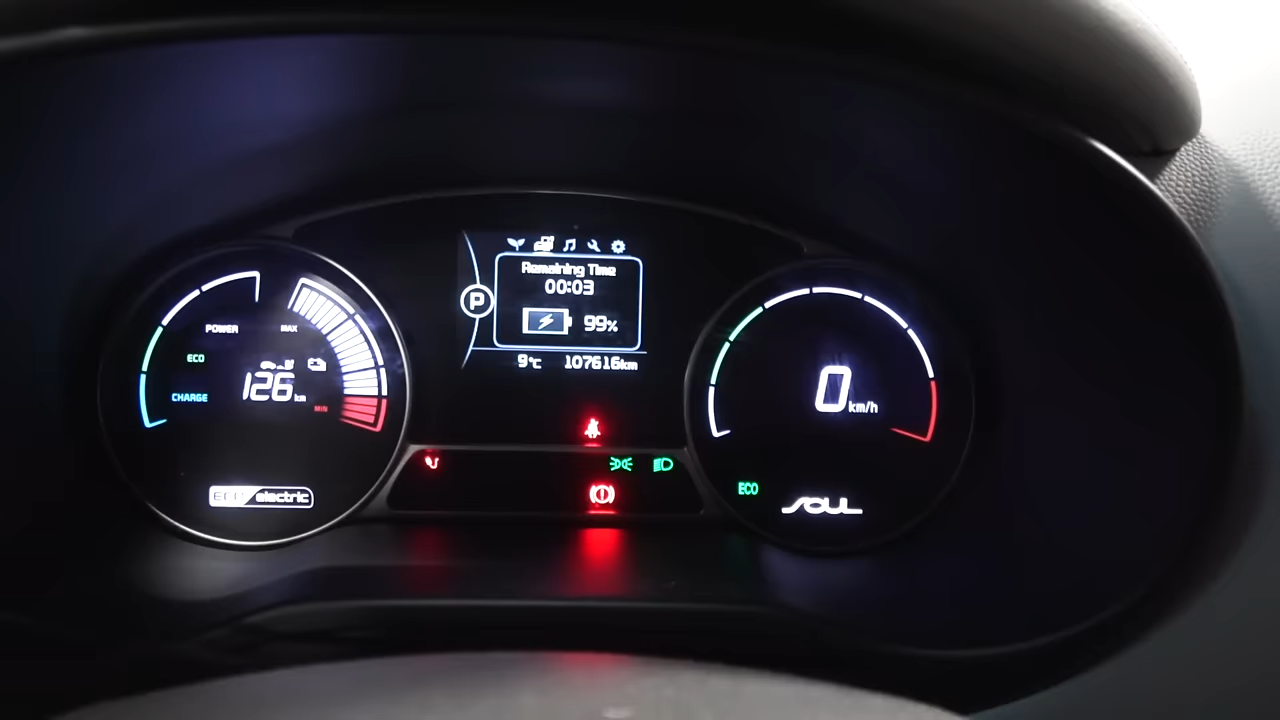 POWER
MAX
ECO
126 km
CHARGE
MIN
ECO electric
Remaining Time
00:03
P
99%
9℃ 107616km
0 km/h
ECO
SOUL